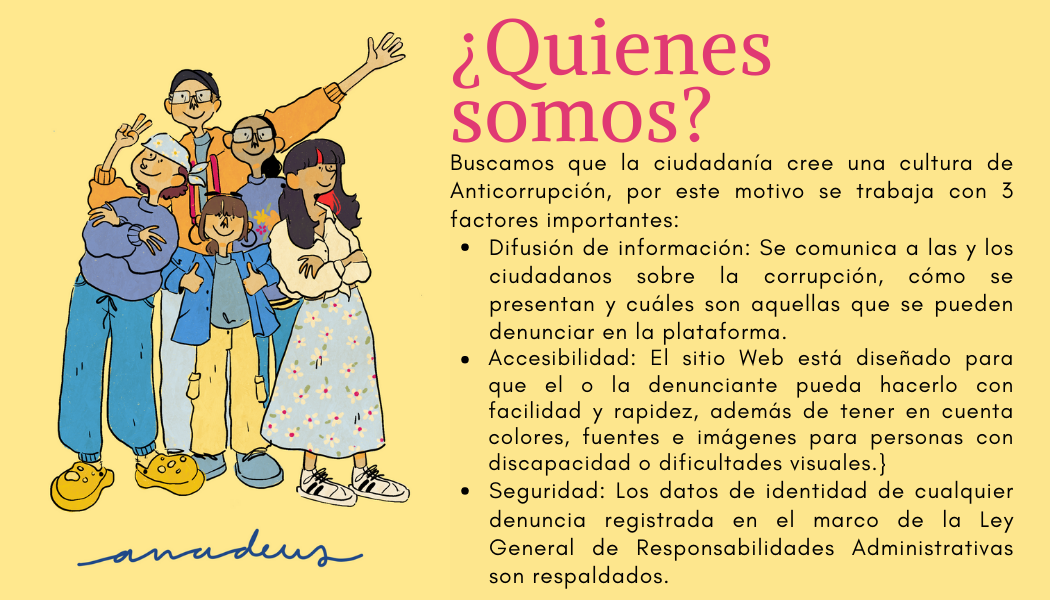 ¿Quienes
somos?
Buscamos que la ciudadanía cree una cultura de
Anticorrupción, por este motivo se trabaja con 3
factores importantes:
• Difusión de información: Se comunica a las y los
ciudadanos sobre la corrupción, cómo se
presentan y cuáles son aquellas que se pueden
denunciar en la plataforma.
• Accesibilidad: El sitio Web está diseñado para
que el o la denunciante pueda hacerlo con
facilidad y rapidez, además de tener en cuenta
colores, fuentes e imágenes para personas con
discapacidad o dificultades visuales.}
• Seguridad: Los datos de identidad de cualquier
denuncia registrada en el marco de la Ley
General de Responsabilidades Administrativas
son respaldados.
amadeus